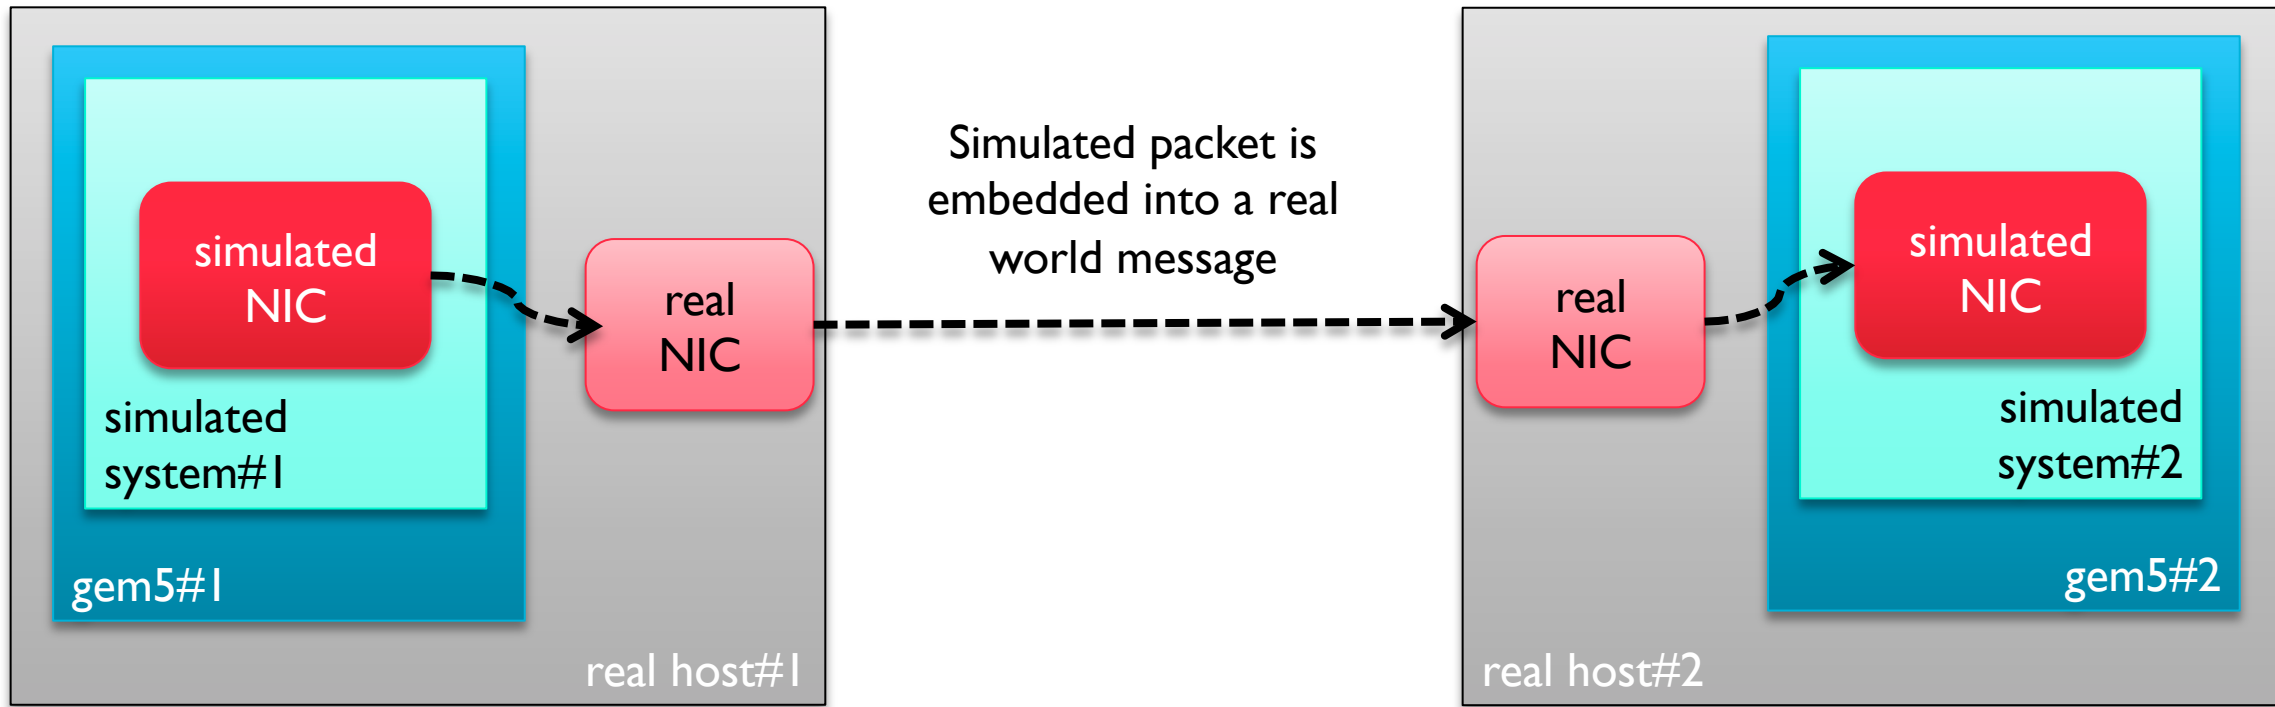 simulated
NIC
simulated
system#1
gem5#1
real
NIC
real host#1
Simulated packet is
embedded into a real
world message
real
NIC
real host#2
simulated
NIC
simulated
system#2
gem5#2